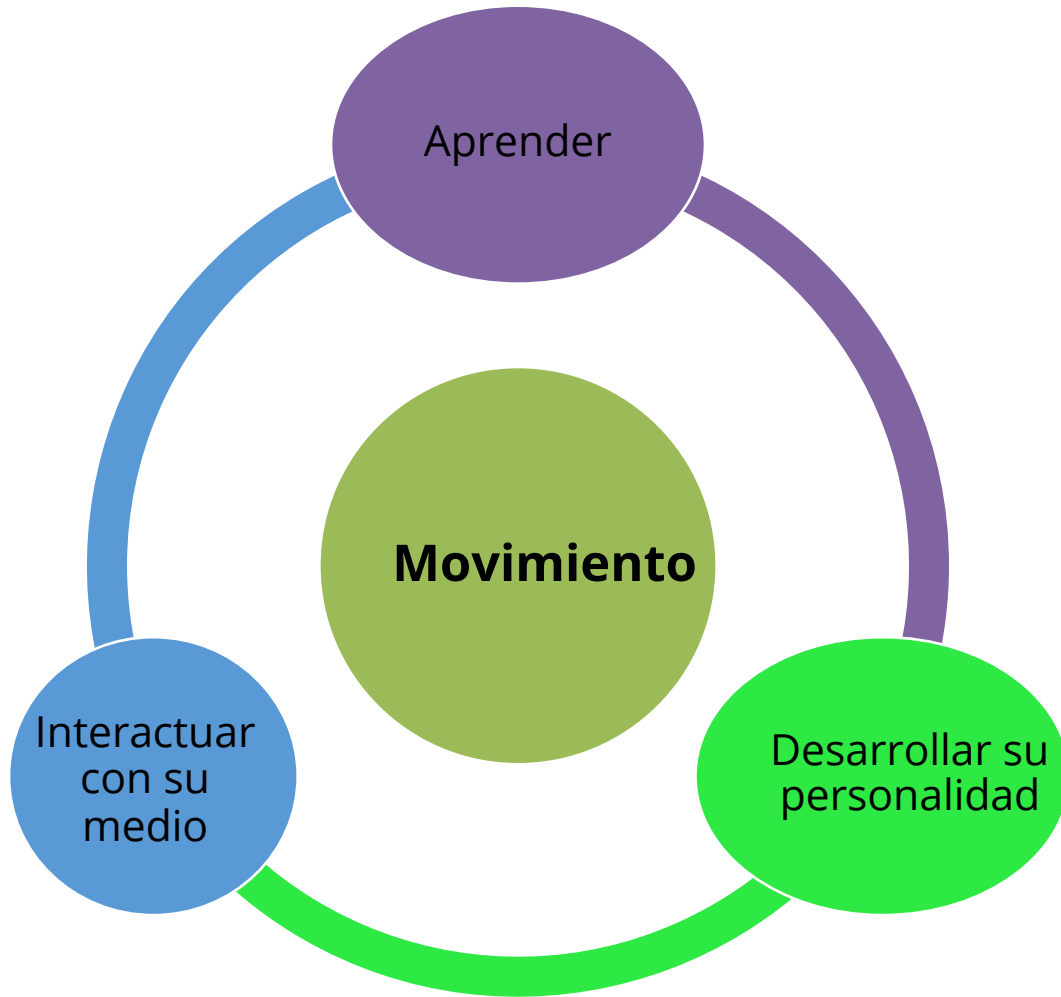 Aprender
Movimiento
Interactuar
con su
medio
Desarrollar su
personalidad